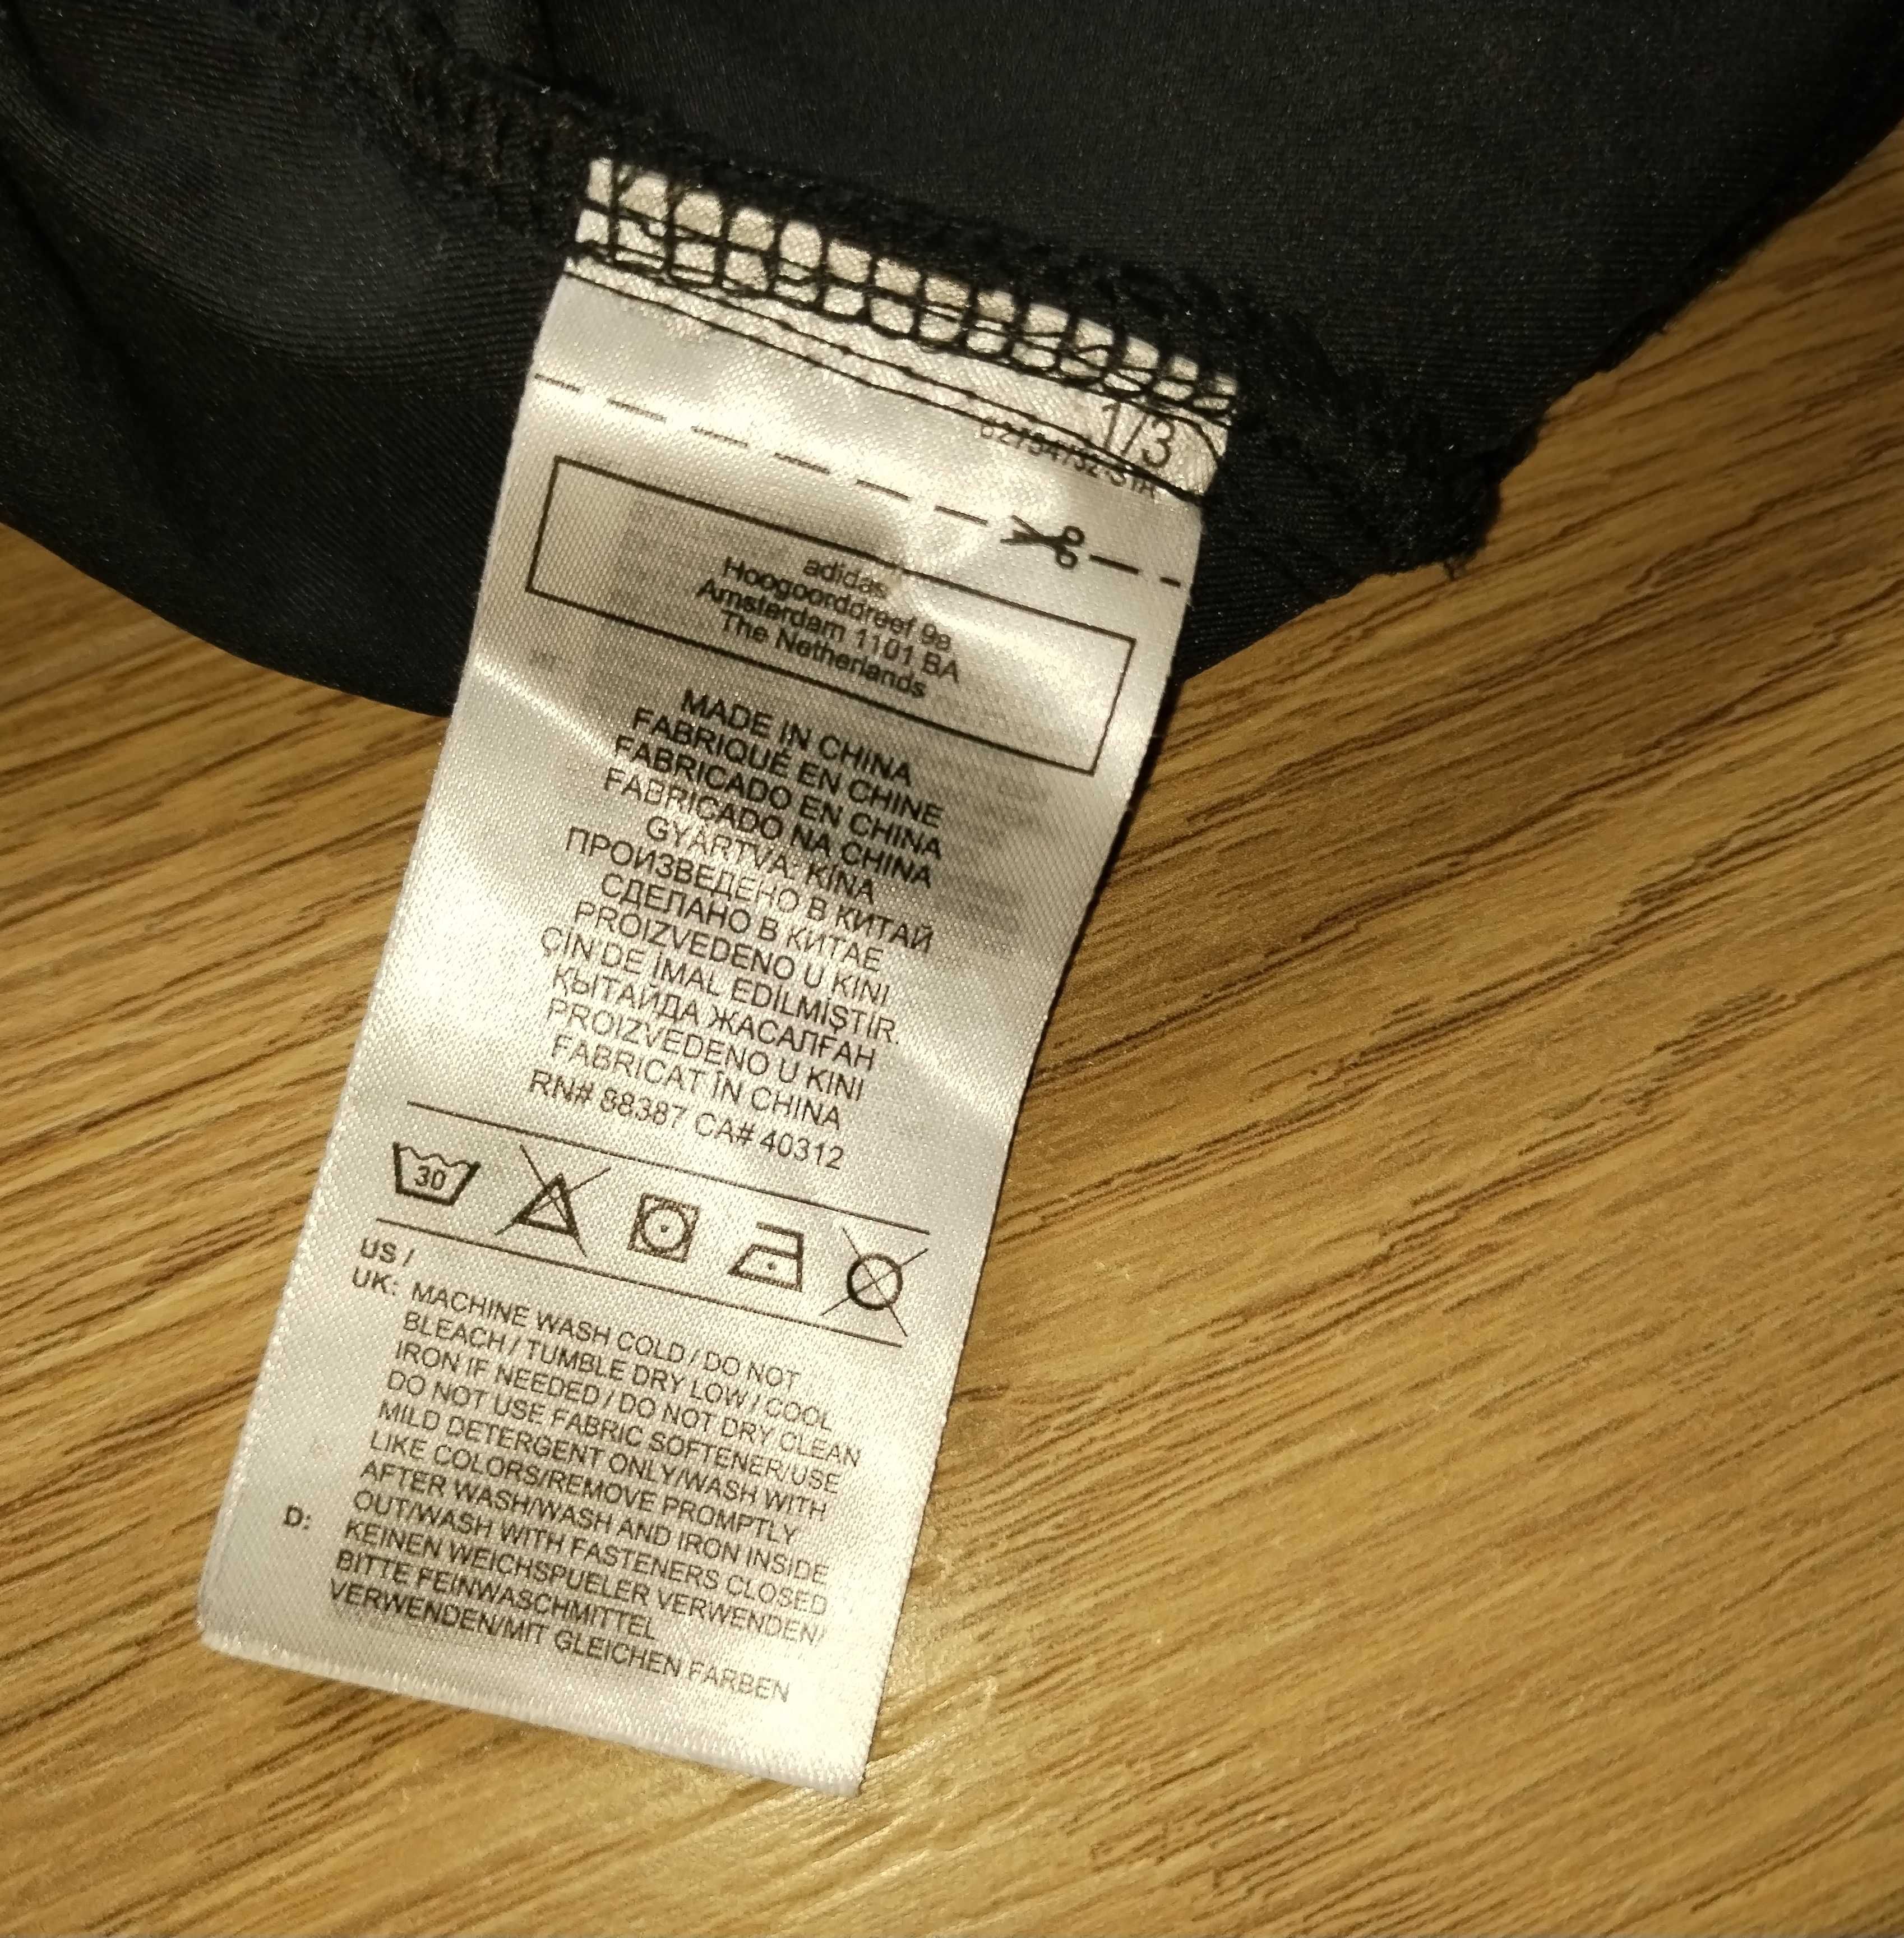 1/3
adidas
Hoogoorddreef 9a
Amsterdam 1101 BA
The Netherlands
MADE IN CHINA
FABRIQUÉ EN CHINE
FABRICADO EN CHINA
FABRICADO NA CHINA
GYÁRTVA: KÍNA
ПРОИЗВЕДЕНО В КИТАЙ
СДЕЛАНО В КИТАЕ
PROIZVEDENO U KINI
ÇİN'DE İMAL EDİLMİŞTİR.
ҚЫТАЙДА ЖАСАЛҒАН
PROIZVEDENO U KINI
FABRICAT ÎN CHINA
RN# 88387 CA# 40312
30
US /
UK: MACHINE WASH COLD / DO NOT
BLEACH / TUMBLE DRY LOW / COOL
IRON IF NEEDED / DO NOT DRY CLEAN
DO NOT USE FABRIC SOFTENER/USE
MILD DETERGENT ONLY/WASH WITH
LIKE COLORS/REMOVE PROMPTLY
AFTER WASH/WASH AND IRON INSIDE
OUT/WASH WITH FASTENERS CLOSED
D: KEINEN WEICHSPUELER VERWENDEN/
BITTE FEINWASCHMITTEL
VERWENDEN/MIT GLEICHEN FARBEN